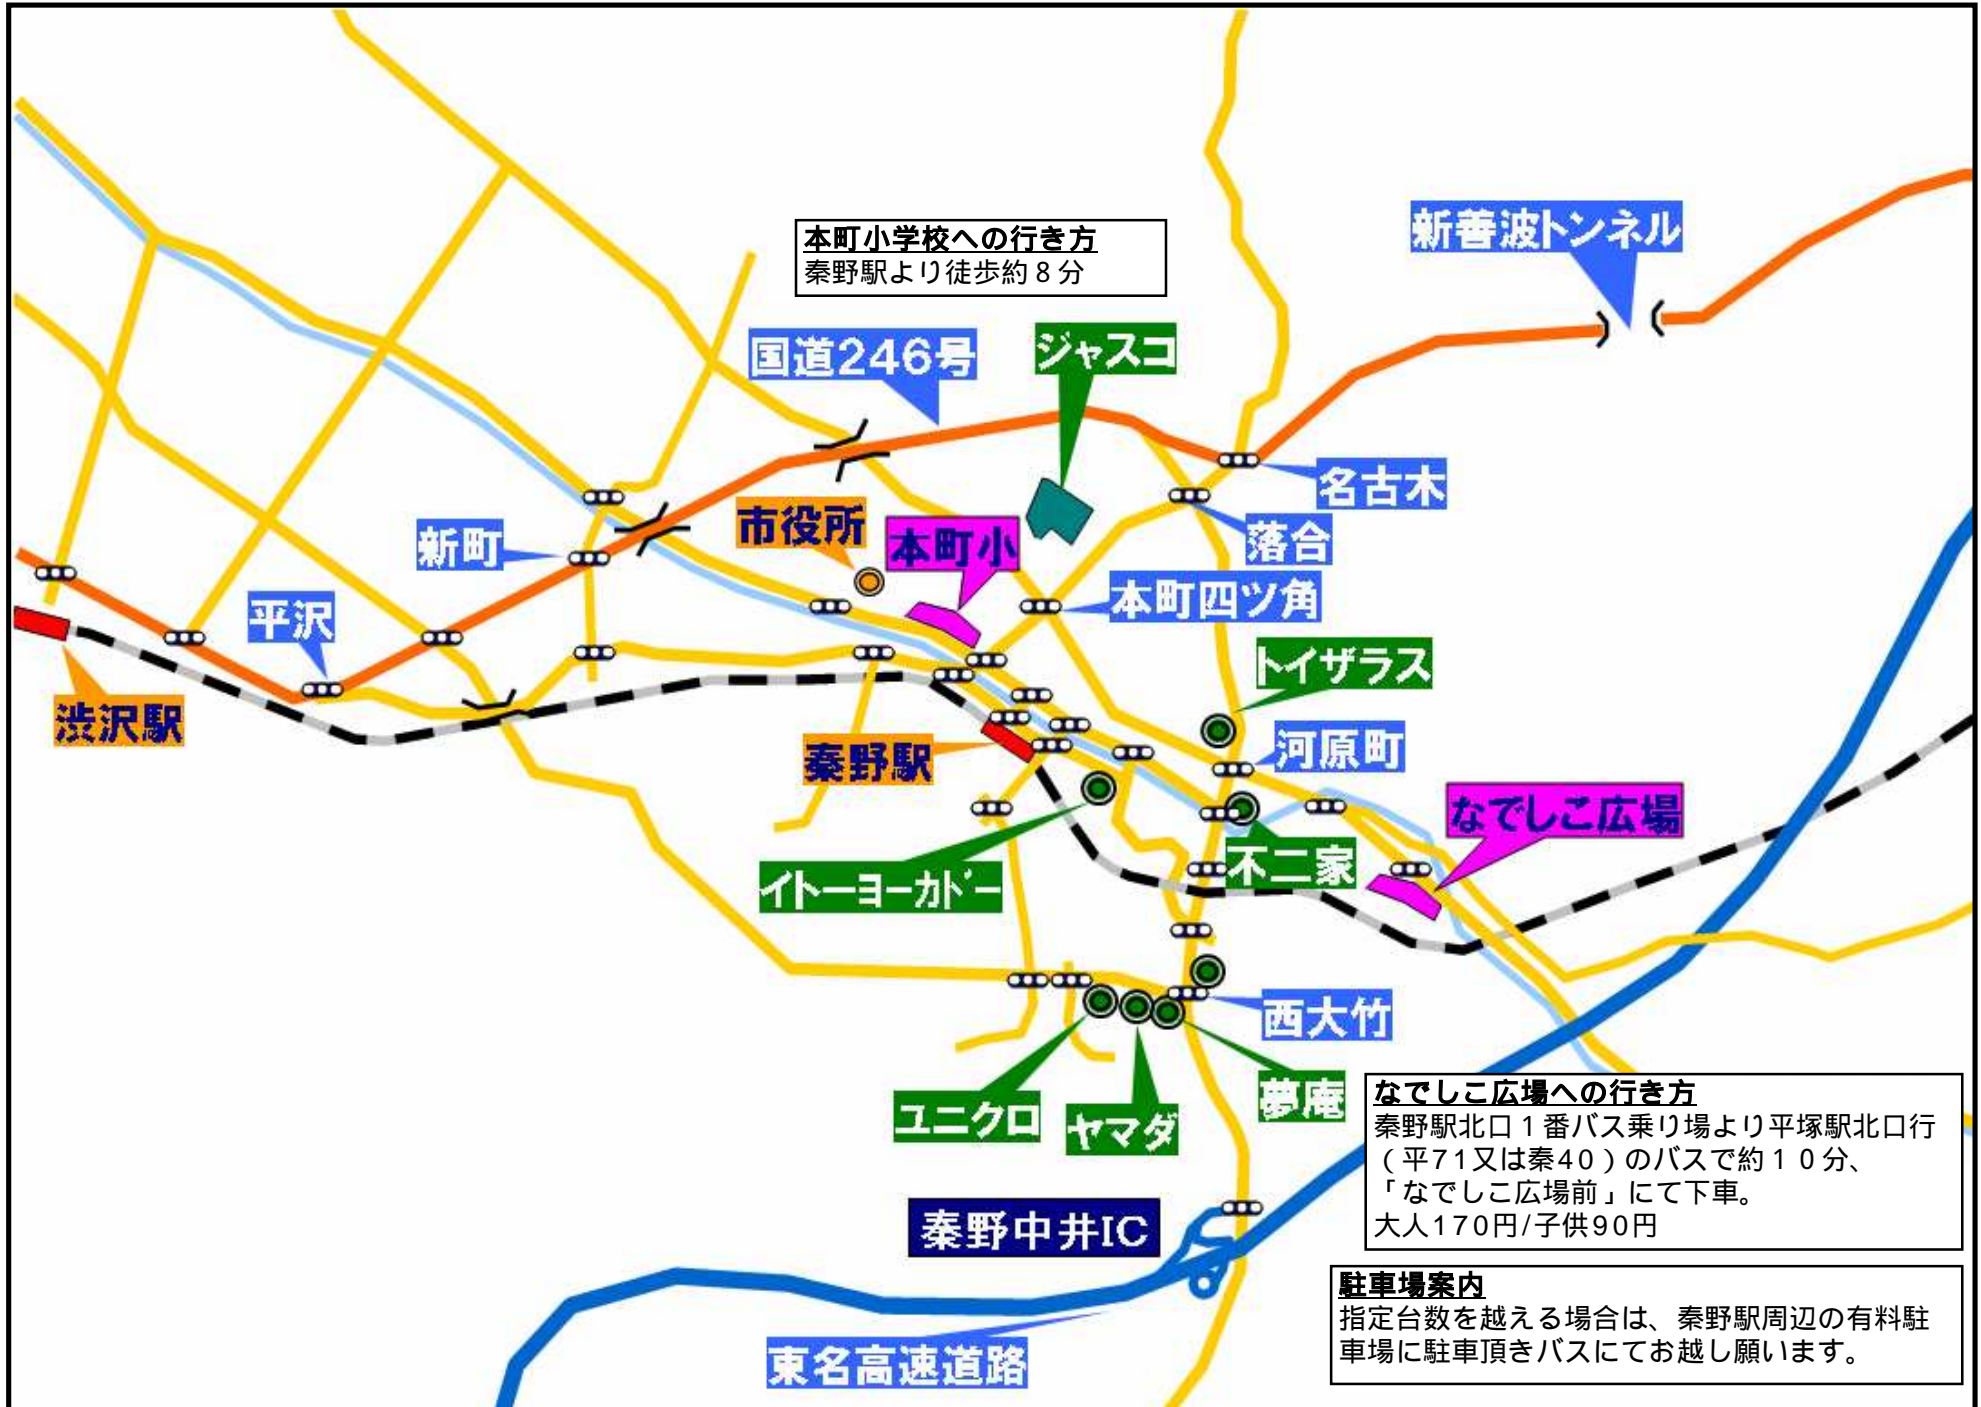 本町小学校への行き方
秦野駅より徒歩約８分
新善波トンネル
国道246号
ジャスコ
名古木
市役所
本町小
落合
新町
本町四ツ角
平沢
トイザラス
渋沢駅
秦野駅
河原町
なでしこ広場
イトーヨーカドー
不二家
西大竹
ユニクロ
ヤマダ
夢庵
なでしこ広場への行き方
秦野駅北口１番バス乗り場より平塚駅北口行
（平71又は秦40）のバスで約１０分、
「なでしこ広場前」にて下車。
大人170円/子供90円
秦野中井IC
駐車場案内
指定台数を越える場合は、秦野駅周辺の有料駐
車場に駐車頂きバスにてお越し願います。
東名高速道路